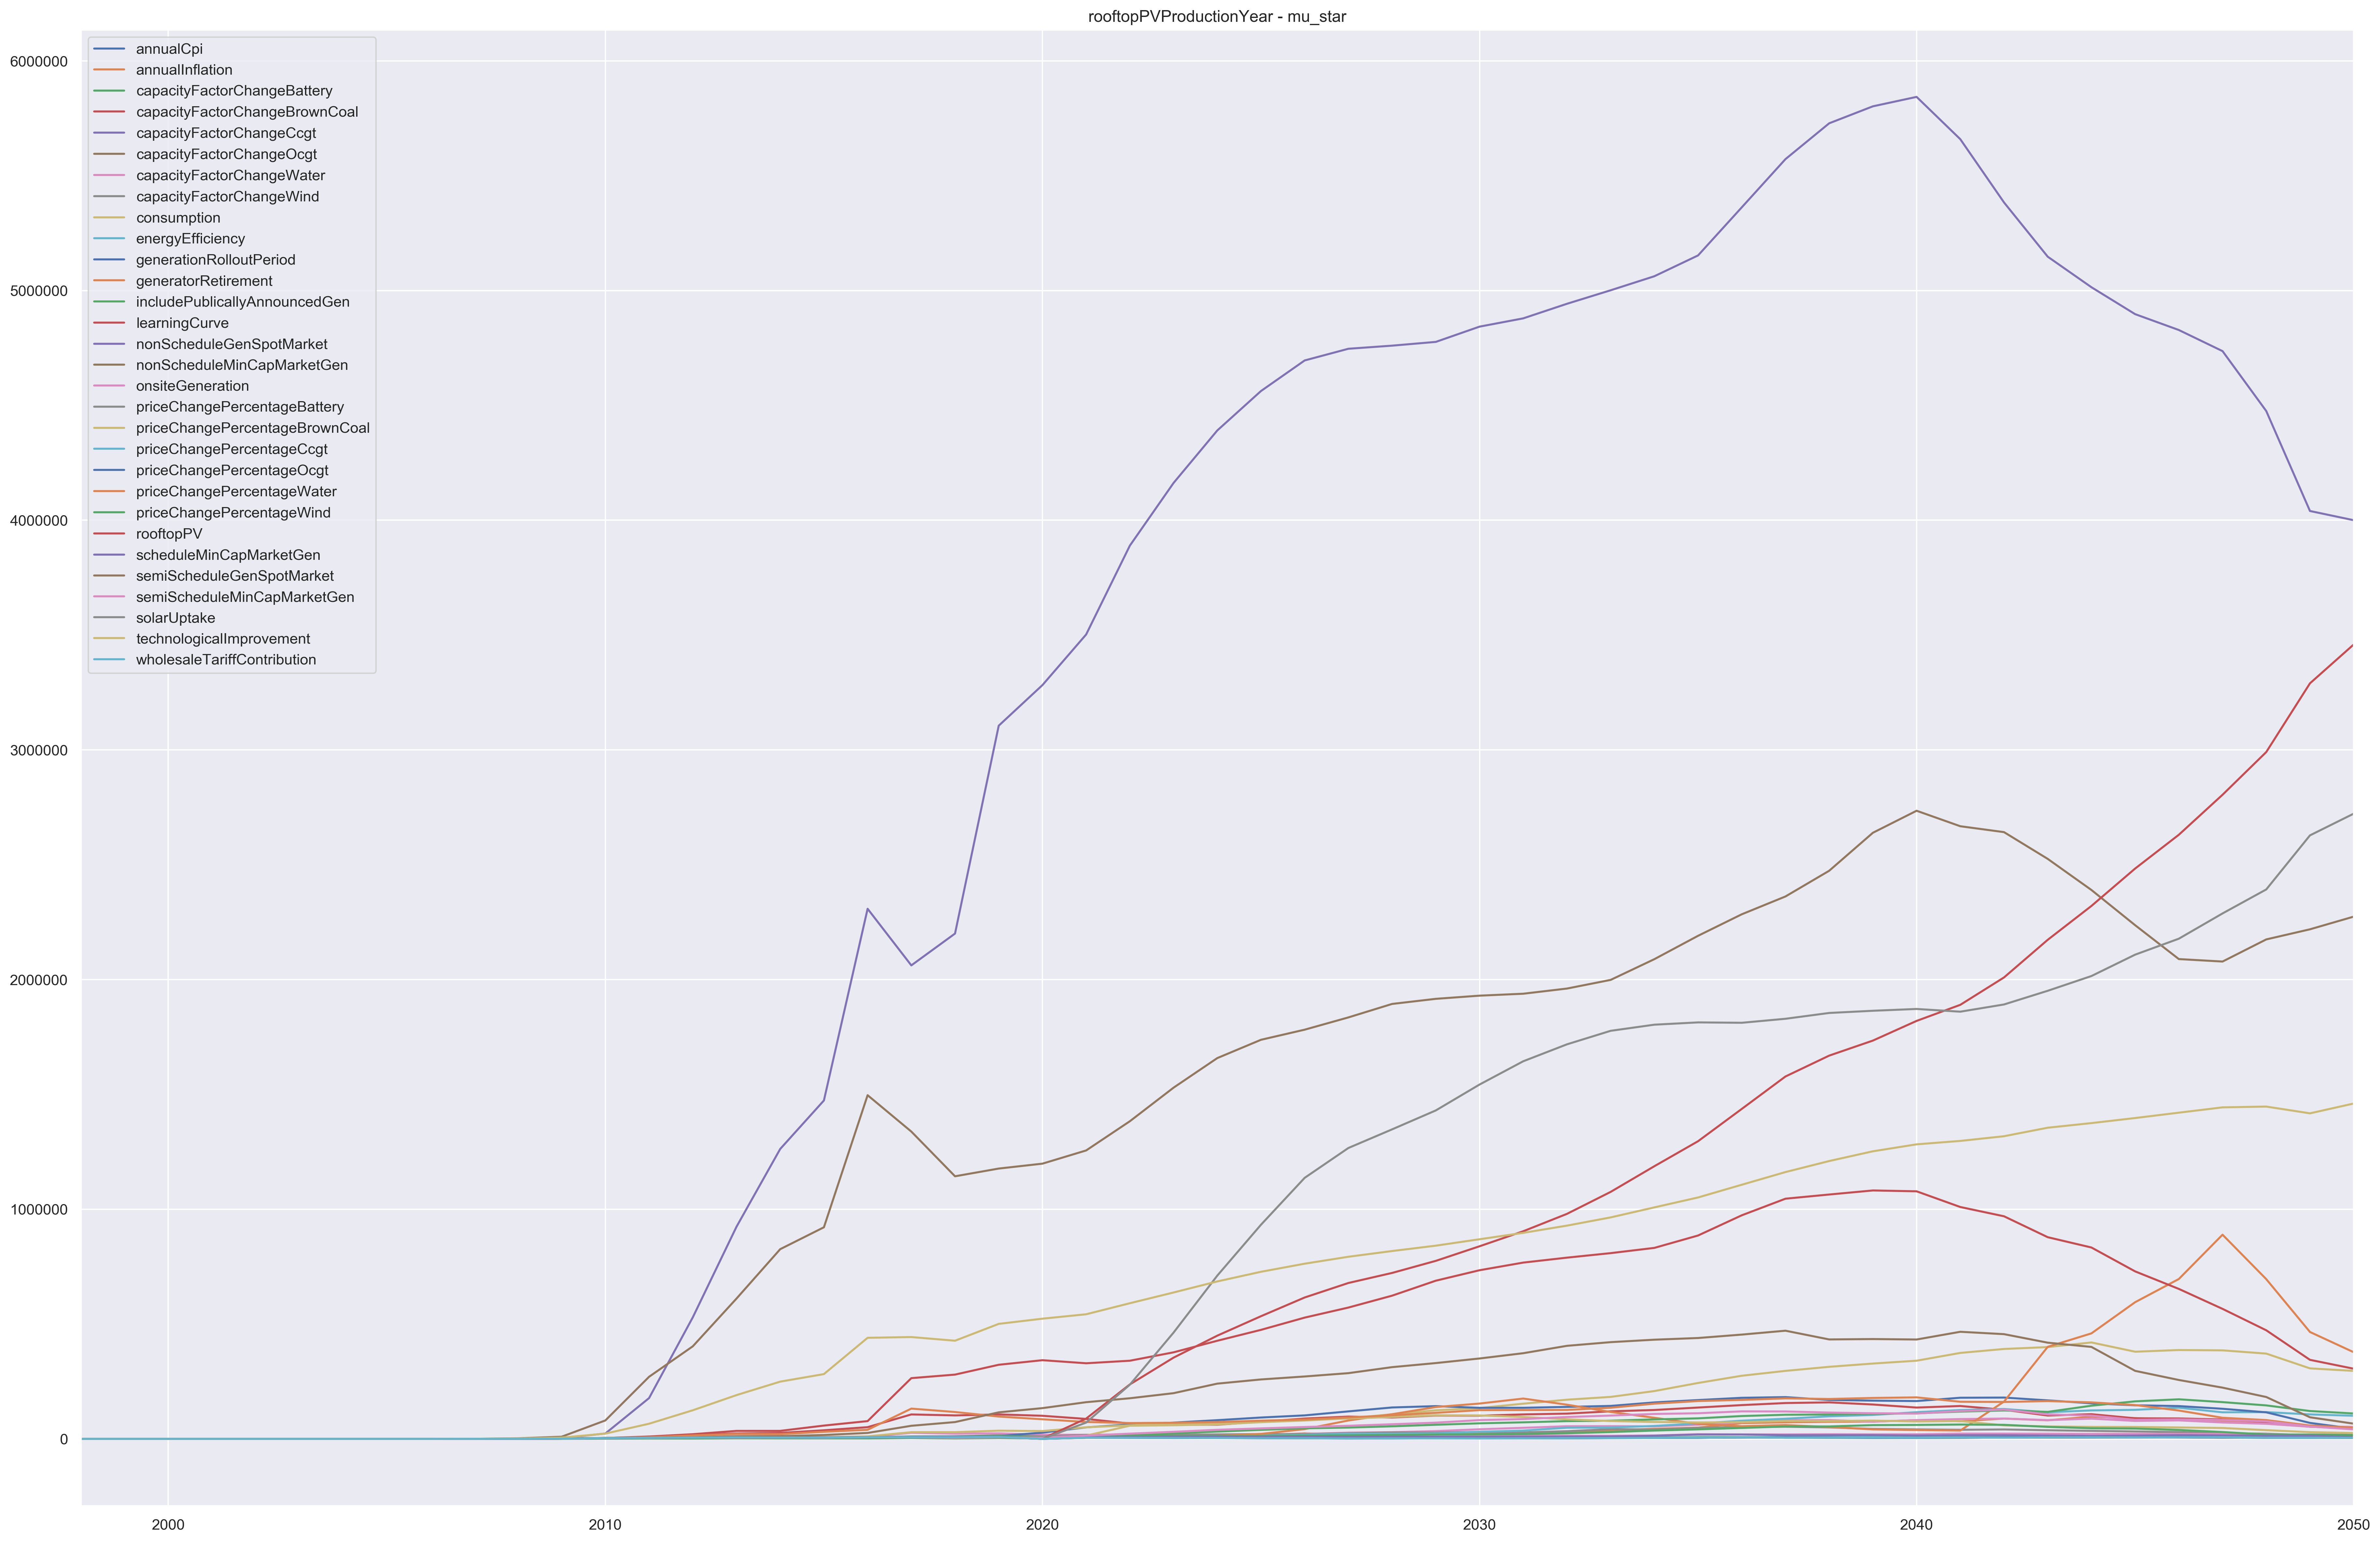 rooftopPVProductionYear - mu_star
annualCpi
annualInflation
capacityFactorChangeBattery
capacityFactorChangeBrownCoal
capacityFactorChangeCcgt
capacityFactorChangeOcgt
capacityFactorChangeWater
capacityFactorChangeWind
consumption
energyEfficiency
generationRolloutPeriod
generatorRetirement
includePublicallyAnnouncedGen
learningCurve
nonScheduleGenSpotMarket
nonScheduleMinCapMarketGen
onsiteGeneration
priceChangePercentageBattery
priceChangePercentageBrownCoal
priceChangePercentageCcgt
priceChangePercentageOcgt
priceChangePercentageWater
priceChangePercentageWind
rooftopPV
scheduleMinCapMarketGen
semiScheduleGenSpotMarket
semiScheduleMinCapMarketGen
solarUptake
technologicalImprovement
wholesaleTariffContribution
6000000
5000000
4000000
3000000
2000000
1000000
0
2000 2010 2020 2030 2040 2050